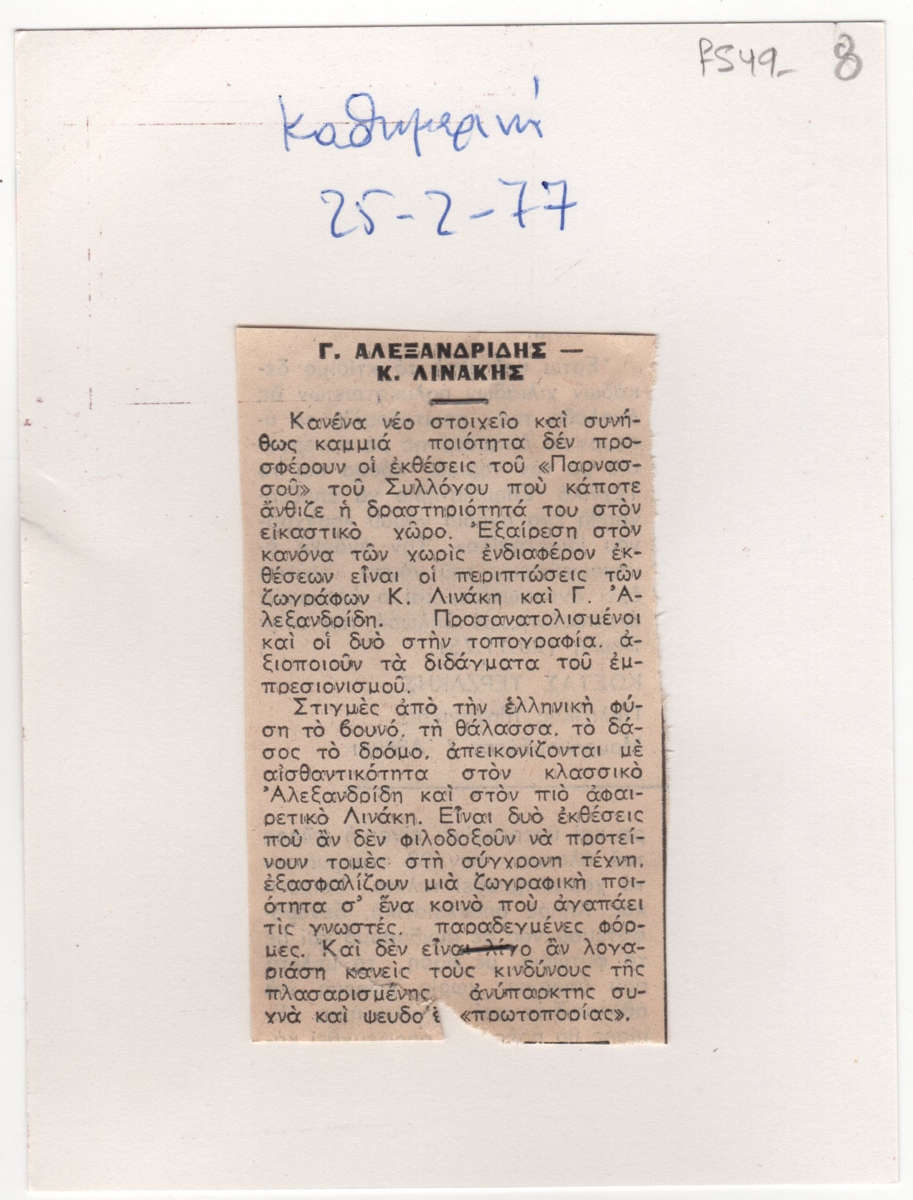 FS49- 8
Καθημερινή
25-2-77
Γ. ΑΛΕΞΑΝΔΡΙΔΗΣ —
Κ. ΛΙΝΑΚΗΣ
Κανένα νέο στοιχεῖο καὶ συνή-
θως καμμιά ποιότητα δέν προ-
σφέρουν οἱ ἐκθέσεις τοῦ «Παρνασ-
σοῦ» τοῦ Συλλόγου ποὺ κάποτε
ἄνθιζε ἡ δραστηριότητά του στὸν
εἰκαστικὸ χῶρο. Ἐξαίρεση στὸν
κανόνα τῶν χωρὶς ἐνδιαφέρον ἐκ-
θέσεων εἶναι οἱ περιπτώσεις τῶν
ζωγράφων Κ. Λινάκη καὶ Γ. Ἀ-
λεξανδρίδη. Προσανατολισμένοι
καὶ οἱ δυὸ στὴν τοπογραφία, ἀ-
ξιοποιοῦν τὰ διδάγματα τοῦ ἐμ-
πρεσιονισμοῦ.
Στιγμὲς ἀπὸ τὴν ἑλληνικὴ φύ-
ση τὸ βουνό, τὴ θάλασσα, τὸ δά-
σος τὸ δρόμο, ἀπεικονίζονται μὲ
αἰσθαντικότητα στὸν κλασσικὸ
Ἀλεξανδρίδη καὶ στὸν πιὸ ἀφαι-
ρετικὸ Λινάκη. Εἶναι δυὸ ἐκθέσεις
ποὺ ἂν δὲν φιλοδοξοῦν νὰ προτεί-
νουν τομὲς στὴ σύγχρονη τέχνη,
ἐξασφαλίζουν μιὰ ζωγραφικὴ ποι-
ότητα σ' ἕνα κοινὸ ποὺ ἀγαπάει
τὶς γνωστές, παραδεγμένες φόρ-
μες. Καὶ δὲν εἶναι λίγο ἂν λογα-
ριάση κανεὶς τοὺς κινδύνους τῆς
πλασαρισμένης, ἀνύπαρκτης συ-
χνὰ καὶ «πρωτοπορίας».